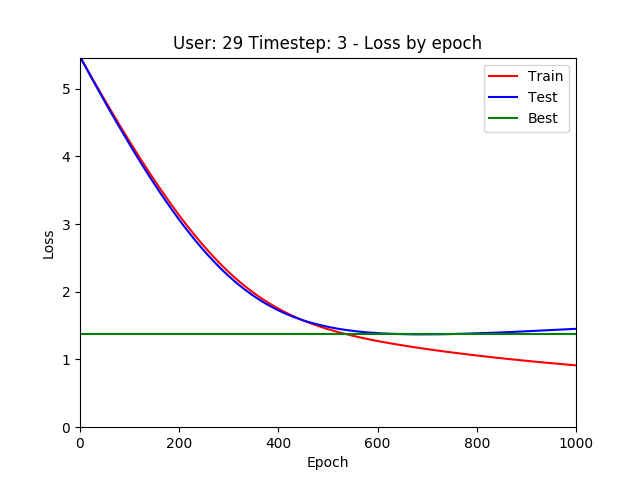 User: 29 Timestep: 3 - Loss by epoch
Train
Test
Best
5
4
3
2
1
0
Loss
0 200 400 600 800 1000
Epoch